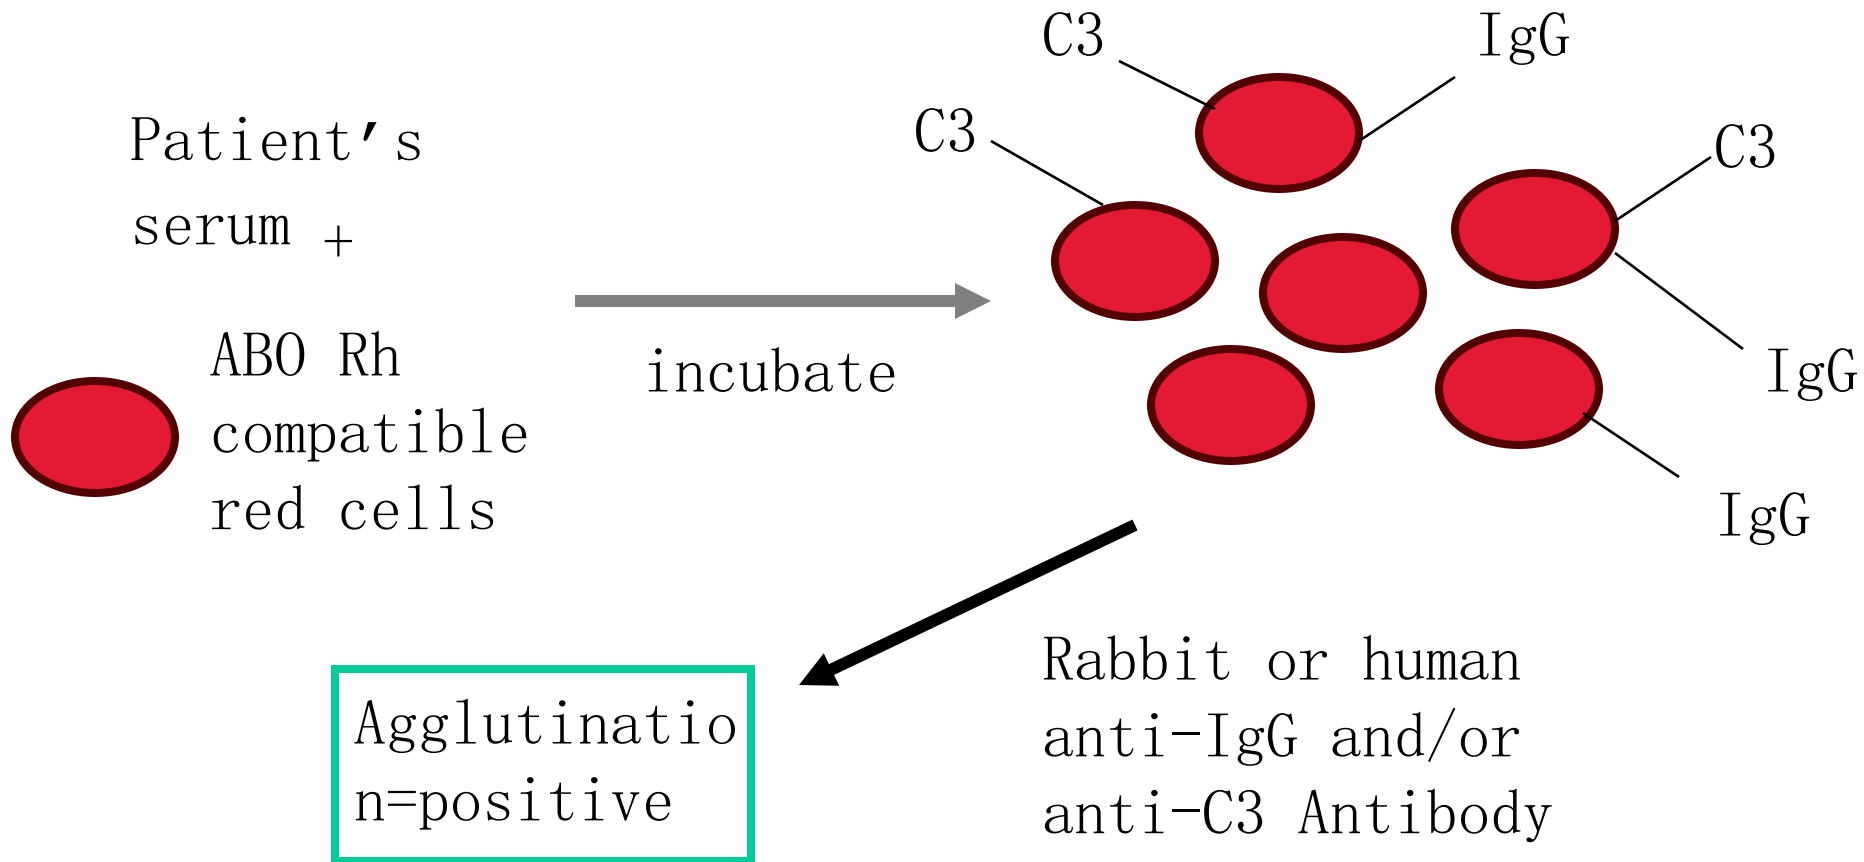 Patient's
serum +
ABO Rh
compatible
red cells
incubate
C3
IgG
C3
C3
IgG
IgG
Rabbit or human
anti-IgG and/or
anti-C3 Antibody
Agglutinatio
n=positive